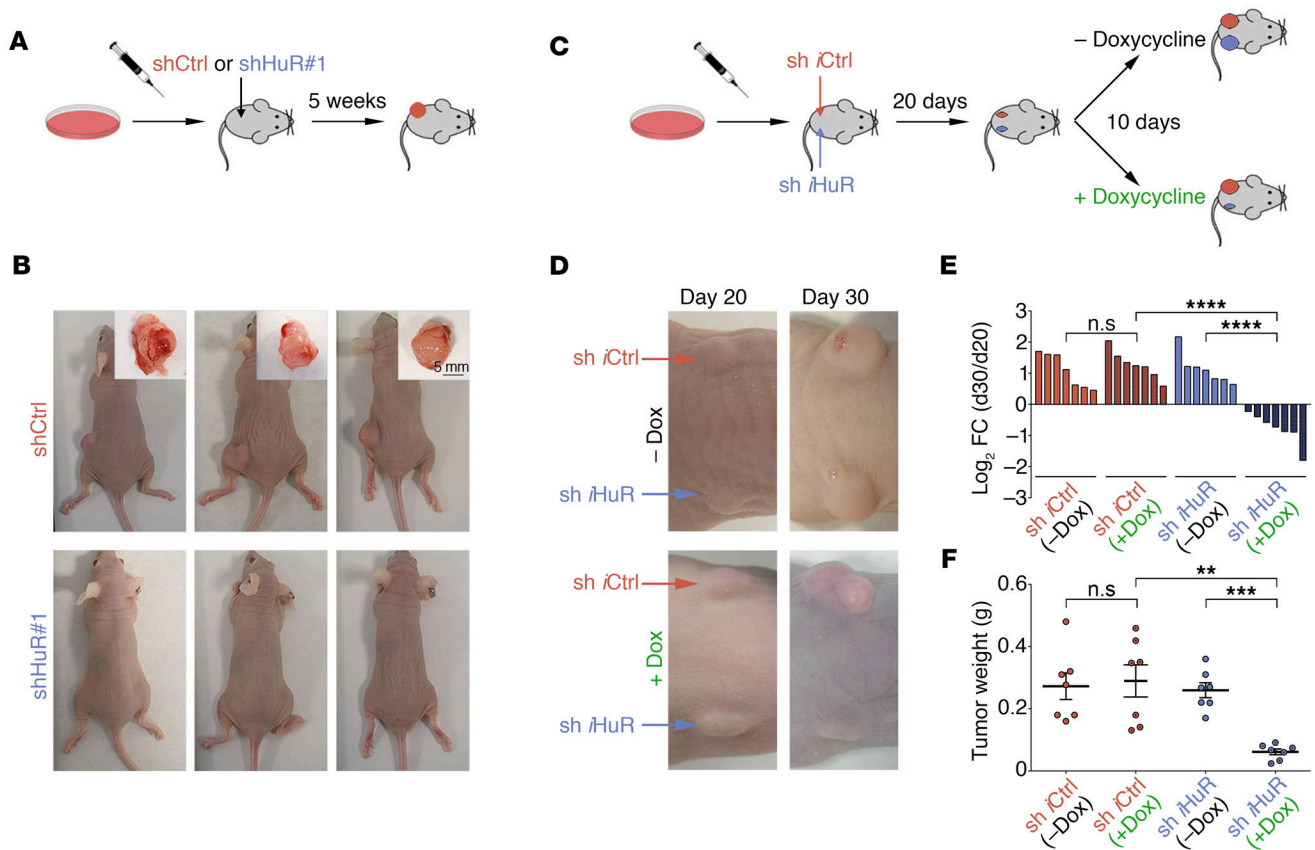 A
shCtrl or shHuR#1
5 weeks
B
shCtrl
5 mm
shHuR#1
C
sh iCtrl
sh iHuR
20 days
– Doxycycline
10 days
+ Doxycycline
D
Day 20
Day 30
sh iCtrl
– Dox
sh iHuR
sh iCtrl
+ Dox
sh iHuR
E
Log2 FC (d30/d20)
3
2
1
0
–1
–2
–3
n.s
****
****
sh iCtrl
(–Dox)
sh iCtrl
(+Dox)
sh iHuR
(–Dox)
sh iHuR
(+Dox)
F
Tumor weight (g)
0.6
0.4
0.2
0
n.s
**
***
sh iCtrl
(–Dox)
sh iCtrl
(+Dox)
sh iHuR
(–Dox)
sh iHuR
(+Dox)